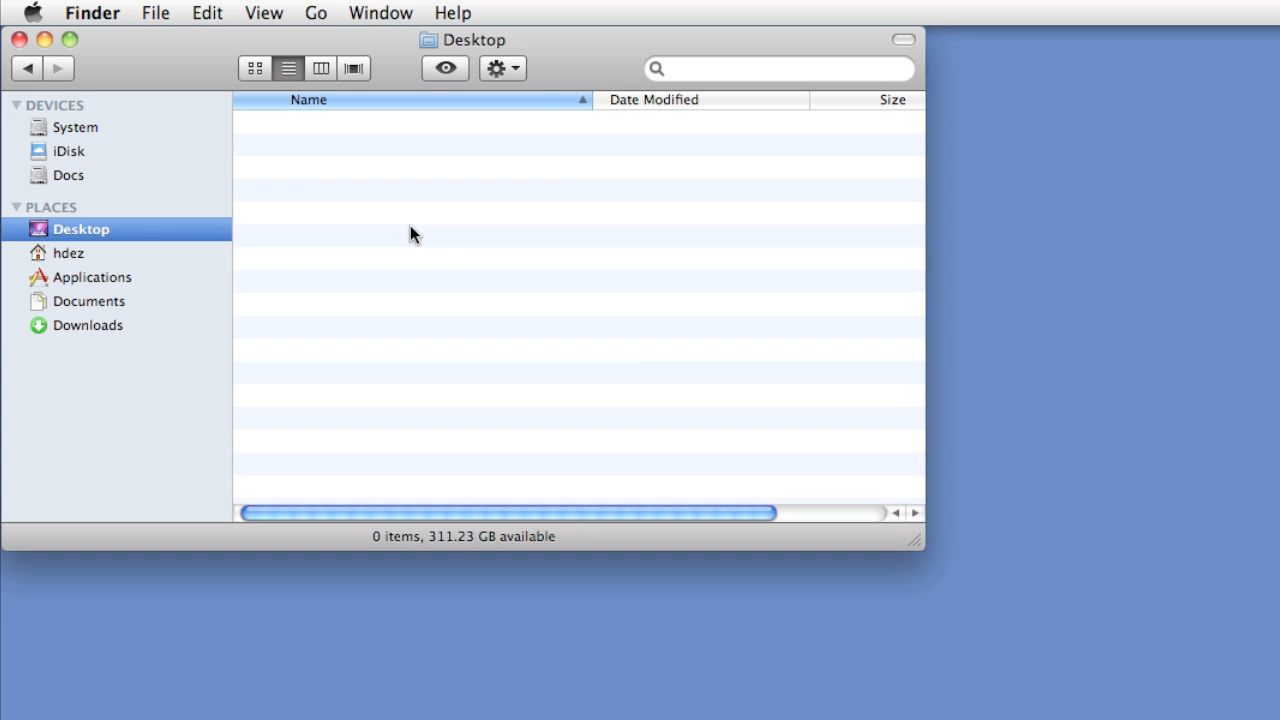 Finder File Edit View Go Window Help
Desktop
DEVICES
Name Date Modified Size
System
iDisk
Docs
PLACES
Desktop
hdez
Applications
Documents
Downloads
0 items, 311.23 GB available